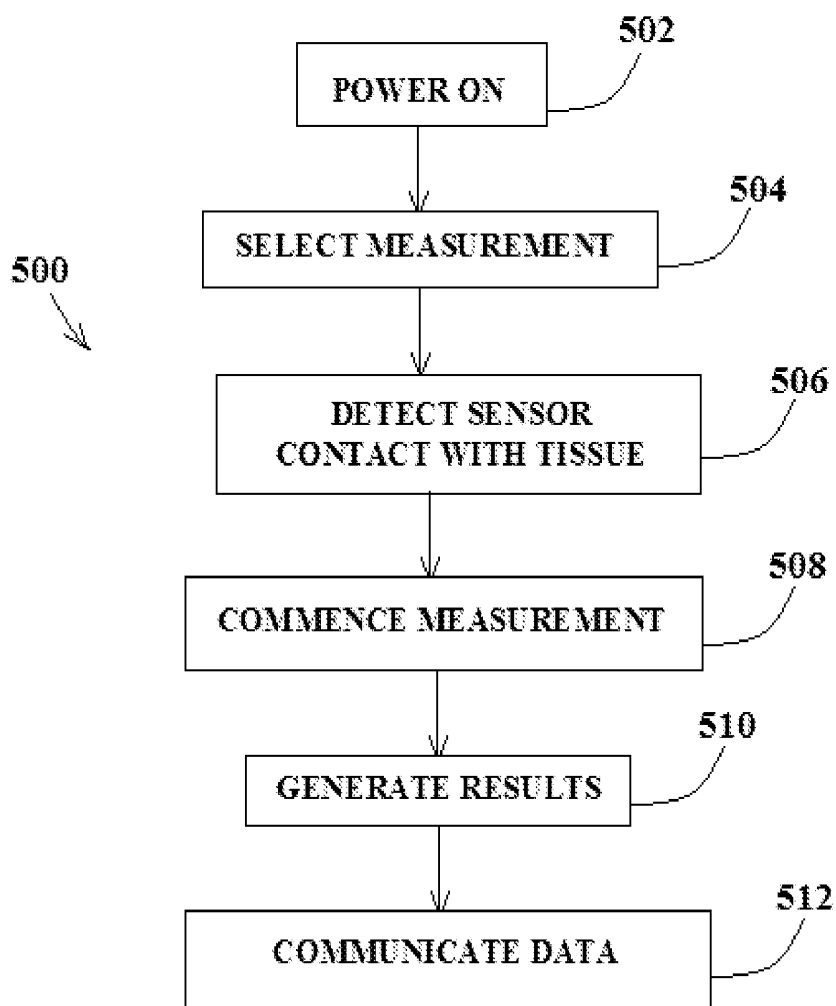 502
POWER ON
504
SELECT MEASUREMENT
500
506
DETECT SENSOR
CONTACT WITH TISSUE
508
COMMENCE MEASUREMENT
510
GENERATE RESULTS
512
COMMUNICATE DATA